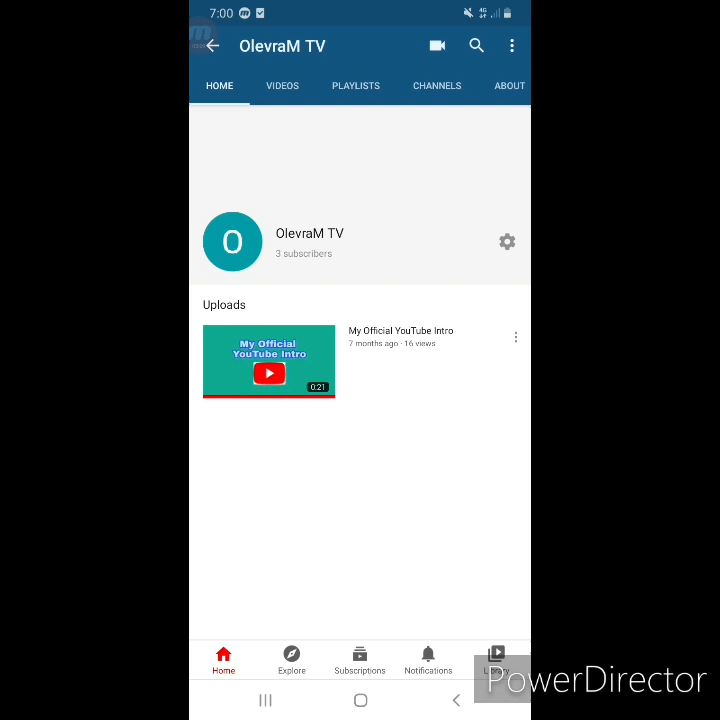 7:00
OlevraM TV
HOME VIDEOS PLAYLISTS CHANNELS ABOUT
O
OlevraM TV
3 subscribers
Uploads
My Official
YouTube Intro
0:21
My Official YouTube Intro
7 months ago · 16 views
Home Explore Subscriptions Notifications Library
PowerDirector